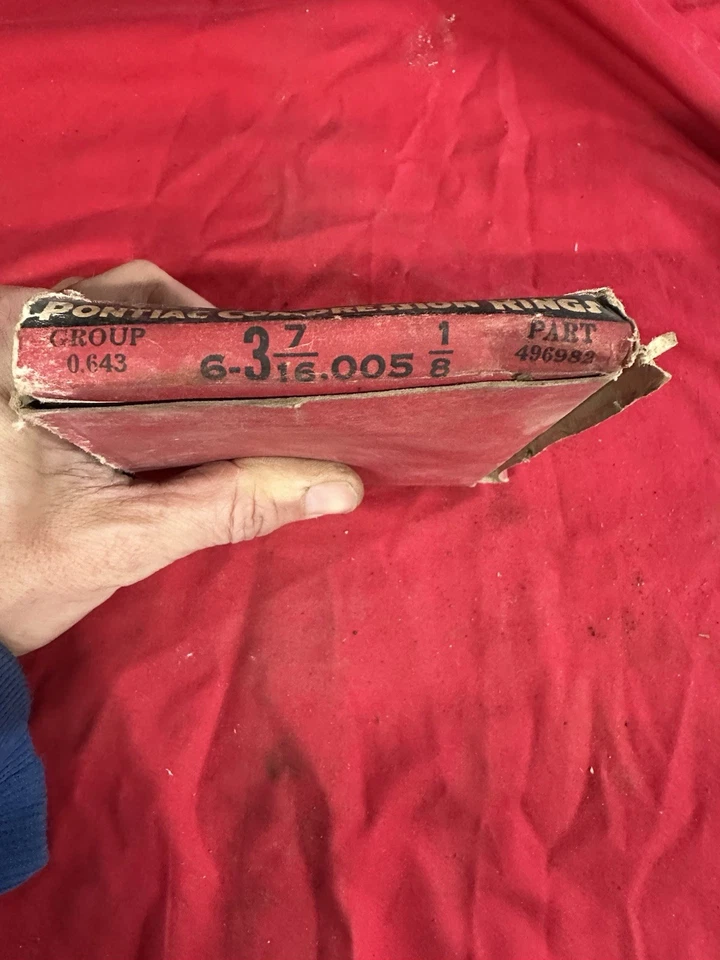 PONTIAC COMPRESSION RINGS
GROUP
0.643
6-3 7/16 .005 1/8
PART
496982